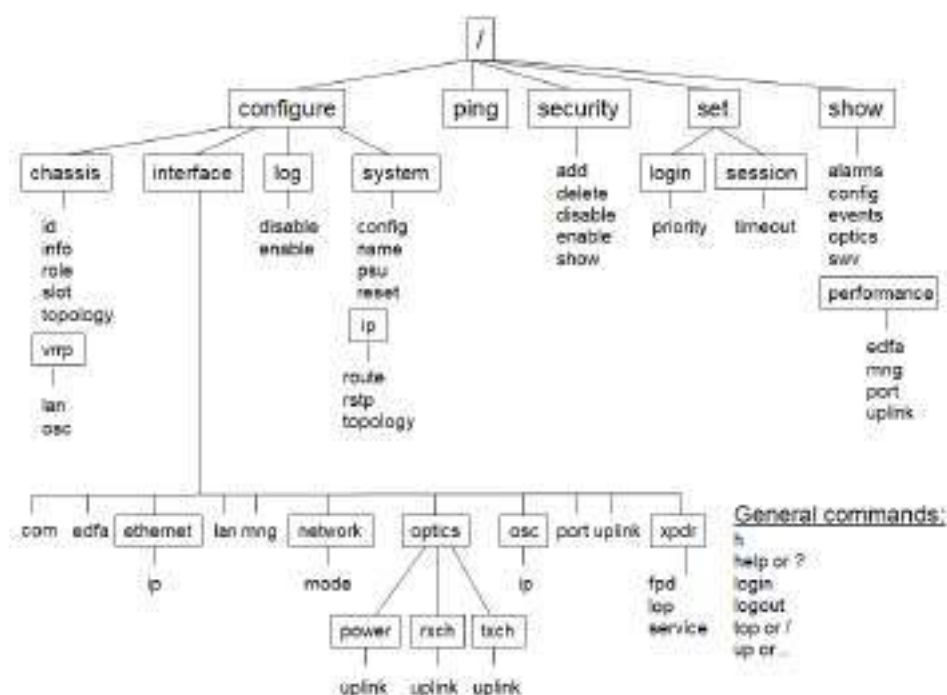 /
configure ping security set show
chassis interface log system
login session
id
info
role
slot
topology
vrrp
lan
osc
disable
enable
config
name
psu
reset
ip
route
rstp
topology
add
delete
disable
enable
show
priority
timeout
alarms
config
events
optics
swv
performance
edfa
mng
port
uplink
com edfa ethernet lan mng network optics osc port uplink xpdr
ip
mode
ip
fpd
lop
service
power rxch txch
uplink uplink uplink
General commands:
h
help or ?
login
logout
top or /
up or ..